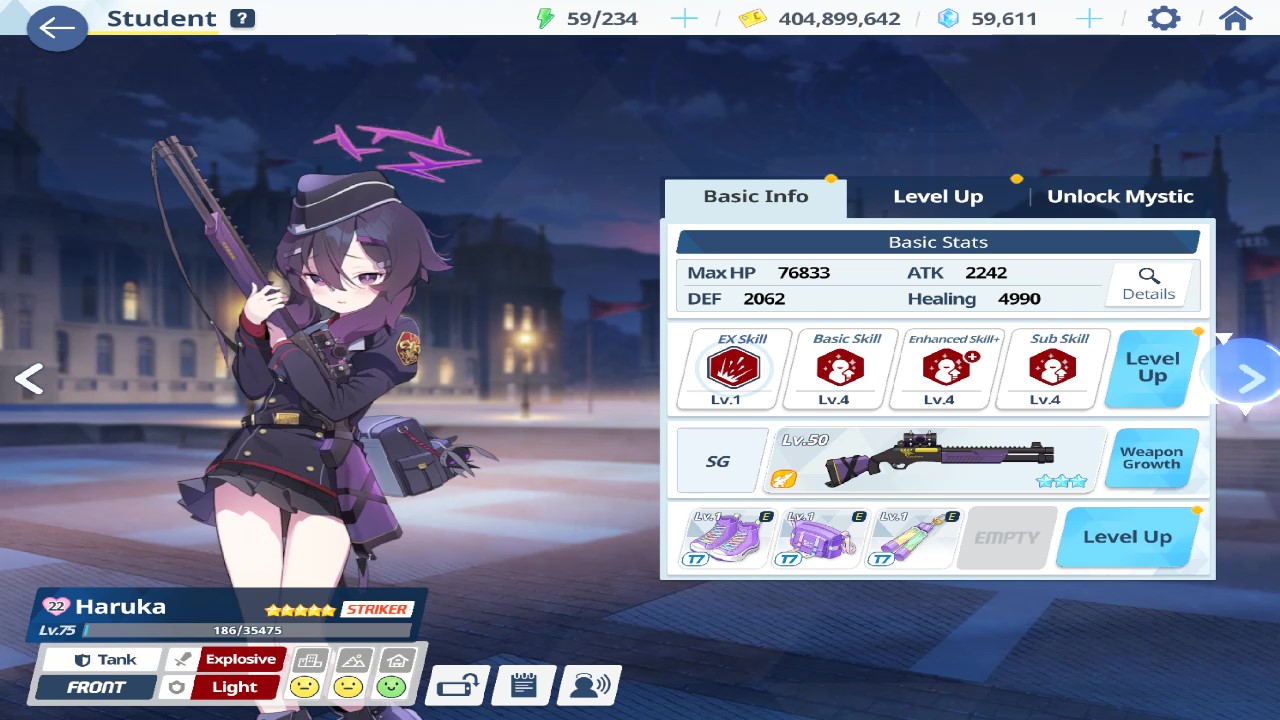 Student ?
59/234
404,899,642
59,611
Basic Info
Level Up
Unlock Mystic
Basic Stats
Max HP 76833
ATK 2242
DEF 2062
Healing 4990
Details
EX Skill
Lv.1
Basic Skill
Lv.4
Enhanced Skill+
Lv.4
Sub Skill
Lv.4
Level Up
SG
Lv.50
Weapon Growth
Lv.1 E
T7
Lv.1 E
T7
Lv.1 E
T7
EMPTY
Level Up
22 Haruka
STRIKER
Lv.75
186/35475
Tank
Explosive
FRONT
Light